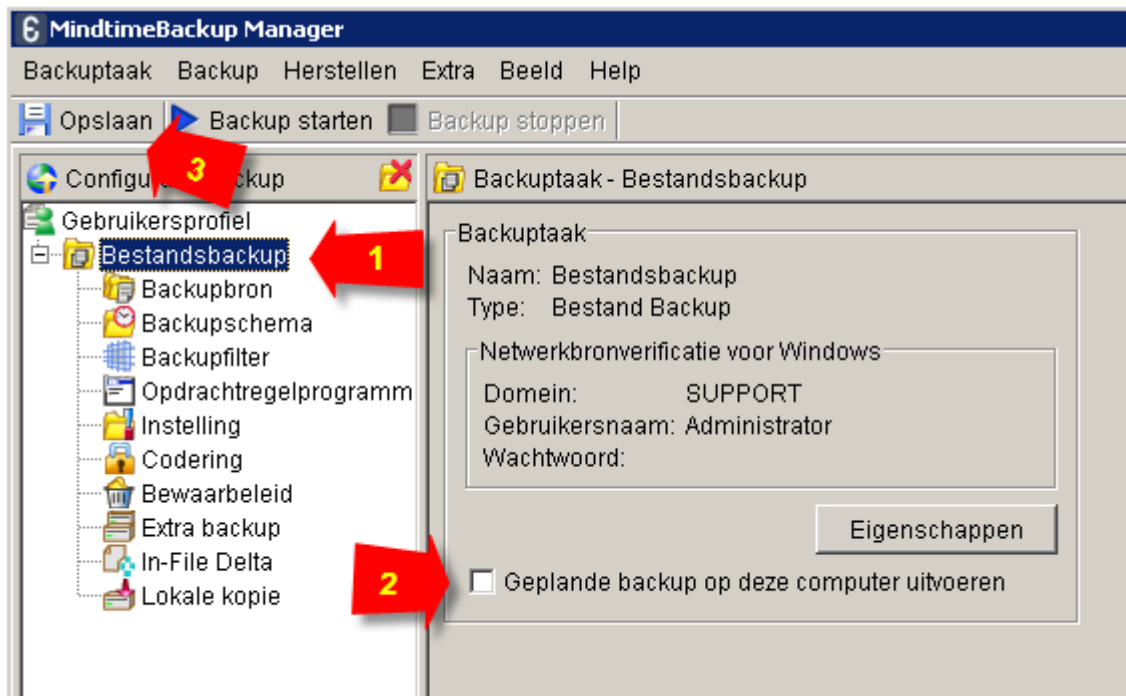 MindtimeBackup Manager
Backuptaak Backup Herstellen Extra Beeld Help
Opslaan Backup starten Backup stoppen
3
Backuptaak - Bestandsbackup
Gebruikersprofiel
Bestandsbackup
1
Backupbron
Backupschema
Backupfilter
Opdrachtregelprogramm
Instelling
Codering
Bewaarbeleid
Extra backup
In-File Delta
Lokale kopie
Backuptaak
Naam: Bestandsbackup
Type: Bestand Backup
Netwerkbronverificatie voor Windows
Domein: SUPPORT
Gebruikersnaam: Administrator
Wachtwoord:
Eigenschappen
2
Geplande backup op deze computer uitvoeren